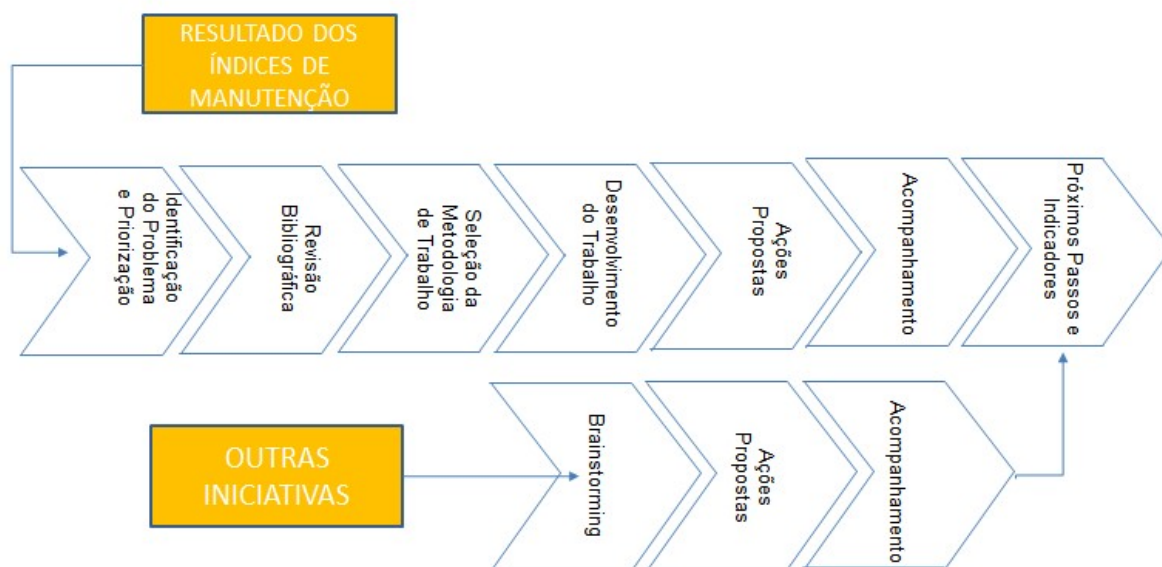 RESULTADO DOS
ÍNDICES DE
MANUTENÇÃO
Identificação
do Problema
e Priorização
Revisão
Bibliográfica
Seleção da
Metodologia
de Trabalho
Desenvolvimento
do Trabalho
Ações
Propostas
Acompanhamento
Próximos Passos e
Indicadores
OUTRAS
INICIATIVAS
Brainstorming
Ações
Propostas
Acompanhamento